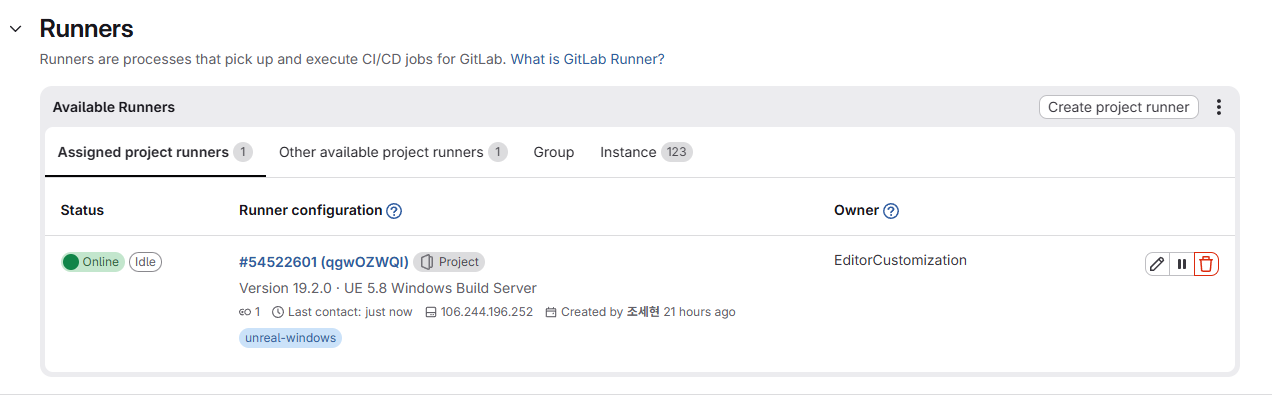 Runners
Runners are processes that pick up and execute CI/CD jobs for GitLab. What is GitLab Runner?
Available Runners
Create project runner
Assigned project runners 1
Other available project runners 1
Group
Instance 123
Status
Runner configuration
Owner
Online Idle
#54522601 (qgwOZWQI) Project
EditorCustomization
Version 19.2.0 · UE 5.8 Windows Build Server
1 Last contact: just now 106.244.196.252 Created by 조세현 21 hours ago
unreal-windows